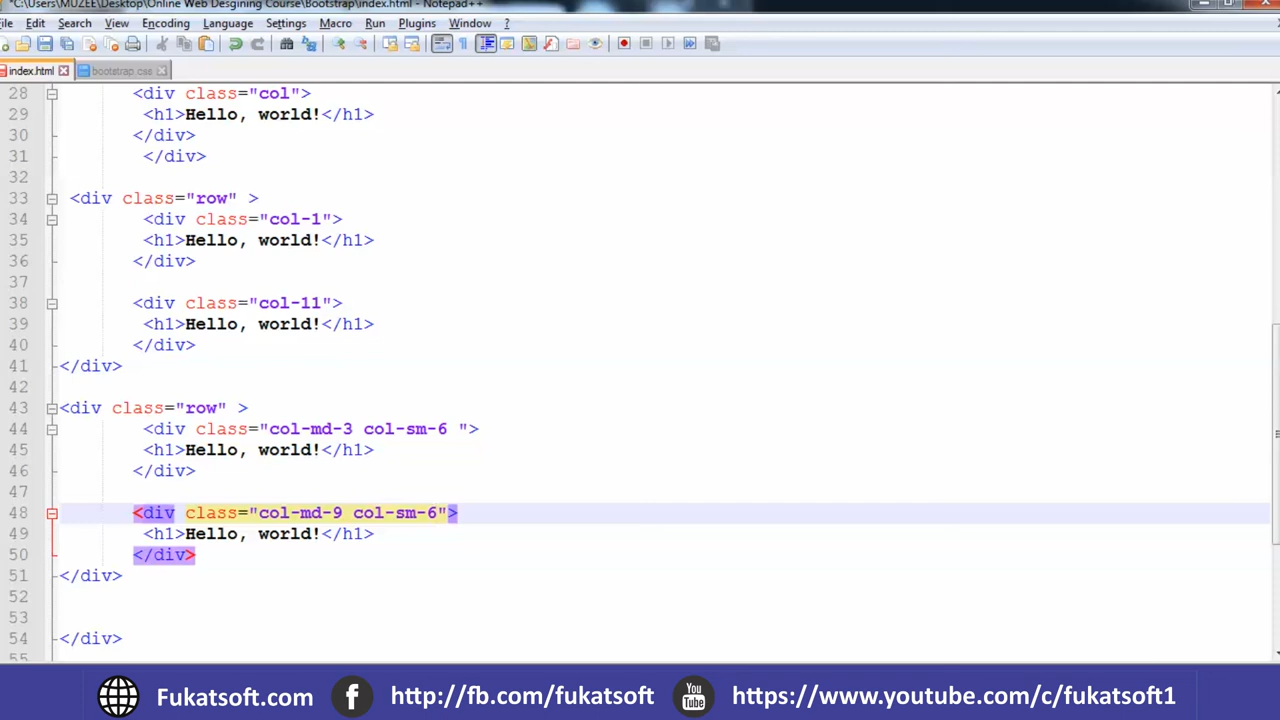 *C:\Users\MUZEE\Desktop\Online Web Desgining Course\Bootstrap\index.html - Notepad++
File Edit Search View Encoding Language Settings Macro Run Plugins Window ?
index.html bootstrap.css
28 <div class="col">
29 <h1>Hello, world!</h1>
30 </div>
31 </div>
32
33 <div class="row" >
34 <div class="col-1">
35 <h1>Hello, world!</h1>
36 </div>
37
38 <div class="col-11">
39 <h1>Hello, world!</h1>
40 </div>
41 </div>
42
43 <div class="row" >
44 <div class="col-md-3 col-sm-6 ">
45 <h1>Hello, world!</h1>
46 </div>
47
48 <div class="col-md-9 col-sm-6">
49 <h1>Hello, world!</h1>
50 </div>
51 </div>
52
53
54 </div>
55
Fukatsoft.com f http://fb.com/fukatsoft You Tube https://www.youtube.com/c/fukatsoft1